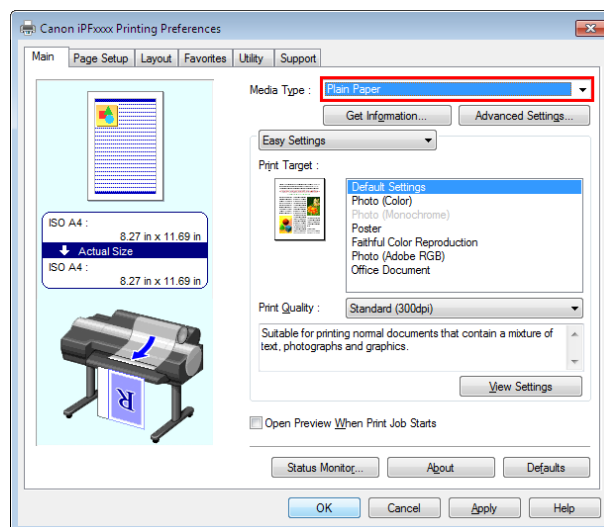 Canon iPFxxxx Printing Preferences
Main
Page Setup
Layout
Favorites
Utility
Support
Media Type :
Plain Paper
Get Information...
Advanced Settings...
Easy Settings
Print Target :
Default Settings
Photo (Color)
Photo (Monochrome)
Poster
Faithful Color Reproduction
Photo (Adobe RGB)
Office Document
ISO A4 :
8.27 in x 11.69 in
Actual Size
ISO A4 :
8.27 in x 11.69 in
R
Print Quality :
Standard (300dpi)
Suitable for printing normal documents that contain a mixture of
text, photographs and graphics.
View Settings
Open Preview When Print Job Starts
Status Monitor...
About
Defaults
OK
Cancel
Apply
Help